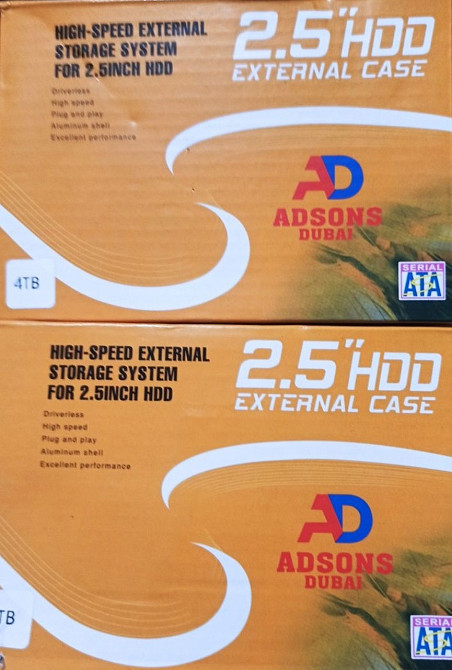 HIGH-SPEED EXTERNAL
STORAGE SYSTEM
FOR 2.5INCH HDD
Driverless
High speed
Plug and play
Aluminum shell
Excellent performance
2.5"HDD
EXTERNAL CASE
AD
ADSONS
DUBAI
4TB
SERIAL
ATA
HIGH-SPEED EXTERNAL
STORAGE SYSTEM
FOR 2.5INCH HDD
Driverless
High speed
Plug and play
Aluminum shell
Excellent performance
2.5"HDD
EXTERNAL CASE
AD
ADSONS
DUBAI
TB
SERIAL
ATA